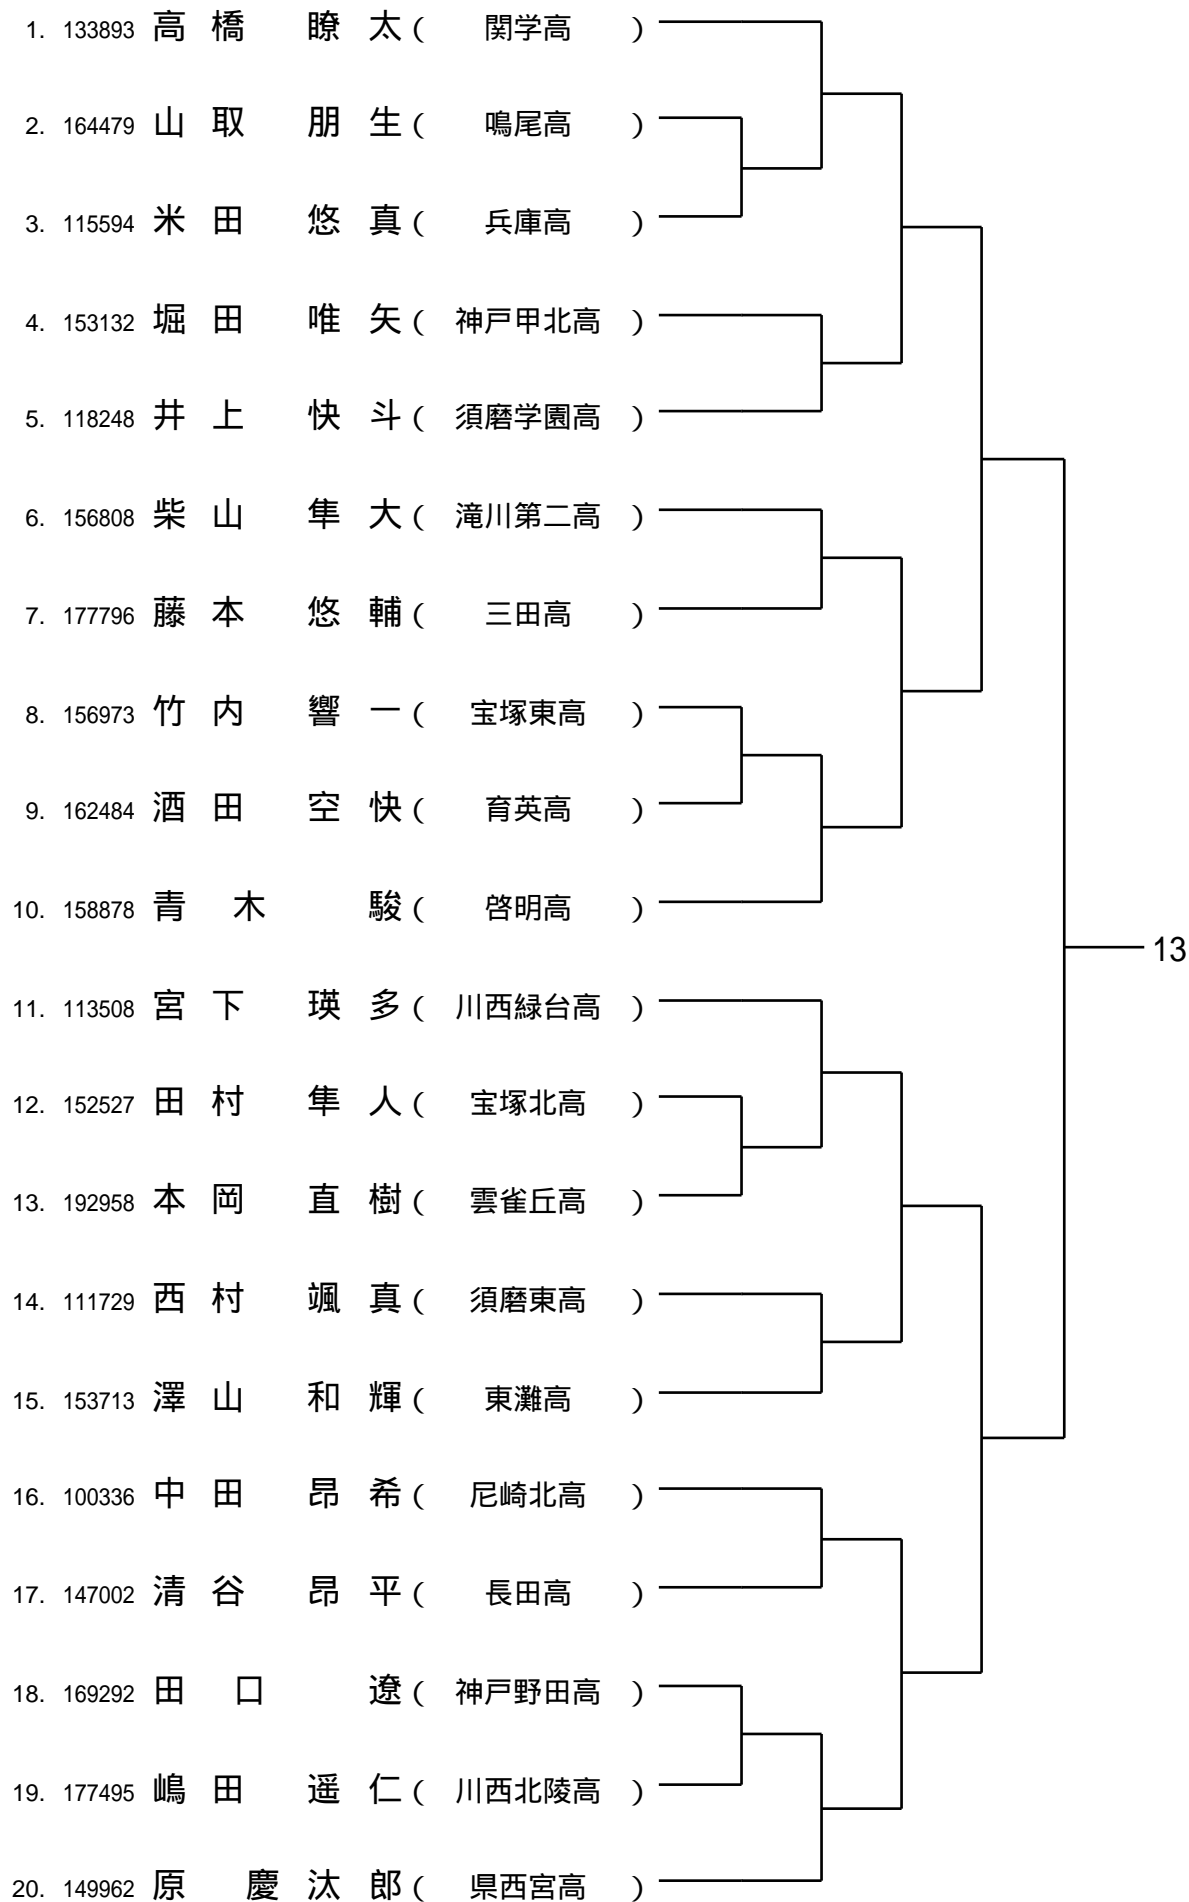 1. 133893 高橋 瞭太 ( 関学高 )
2. 164479 山取 朋生 ( 鳴尾高 )
3. 115594 米田 悠真 ( 兵庫高 )
4. 153132 堀田 唯矢 ( 神戸甲北高 )
5. 118248 井上 快斗 ( 須磨学園高 )
6. 156808 柴山 隼大 ( 滝川第二高 )
7. 177796 藤本 悠輔 ( 三田高 )
8. 156973 竹内 響一 ( 宝塚東高 )
9. 162484 酒田 空快 ( 育英高 )
10. 158878 青木 駿 ( 啓明高 )
13
11. 113508 宮下 瑛多 ( 川西緑台高 )
12. 152527 田村 隼人 ( 宝塚北高 )
13. 192958 本岡 直樹 ( 雲雀丘高 )
14. 111729 西村 颯真 ( 須磨東高 )
15. 153713 澤山 和輝 ( 東灘高 )
16. 100336 中田 昂希 ( 尼崎北高 )
17. 147002 清谷 昂平 ( 長田高 )
18. 169292 田口 遼 ( 神戸野田高 )
19. 177495 嶋田 遥仁 ( 川西北陵高 )
20. 149962 原 慶汰郎 ( 県西宮高 )